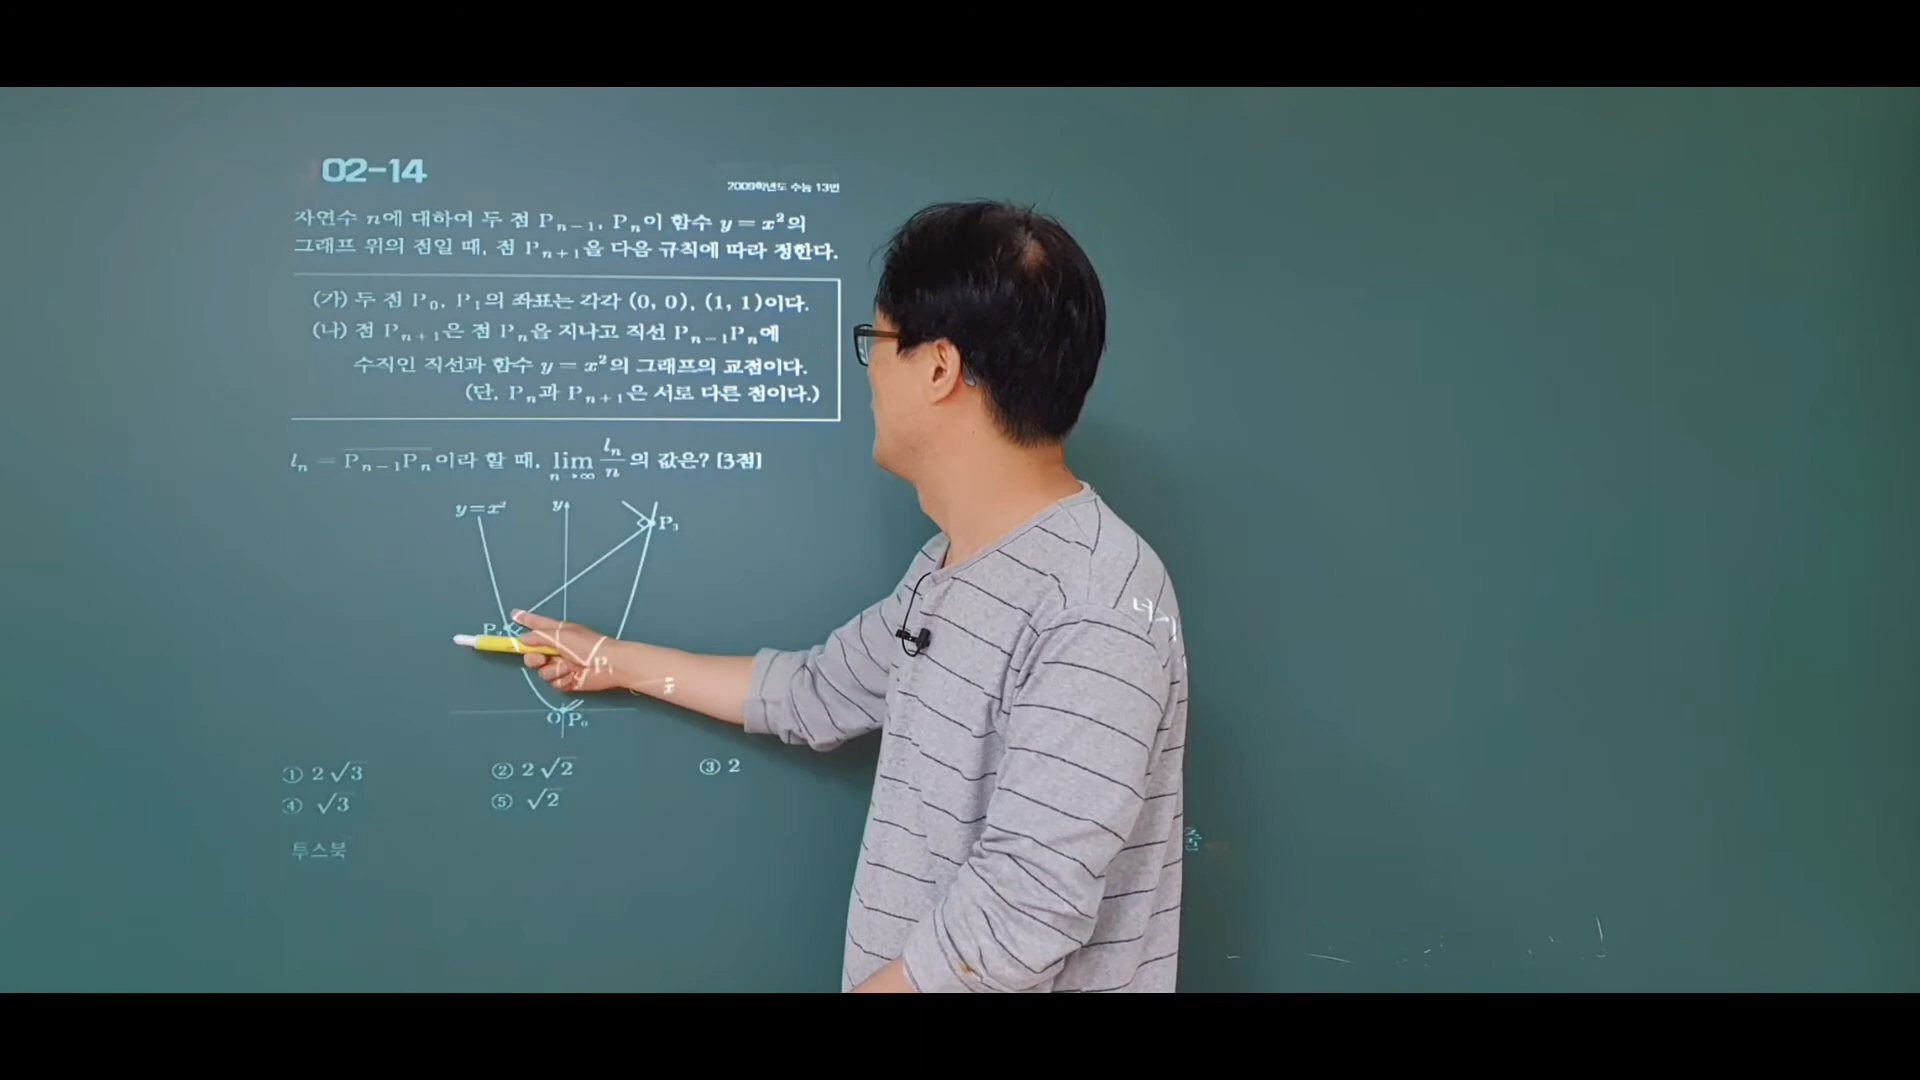 02-14
2009학년도 수능 13번
자연수 n에 대하여 두 점 Pₙ₋₁, Pₙ이 함수 y = x²의
그래프 위의 점일 때, 점 Pₙ₊₁을 다음 규칙에 따라 정한다.
(가) 두 점 P₀, P₁의 좌표는 각각 (0, 0), (1, 1)이다.
(나) 점 Pₙ₊₁은 점 Pₙ을 지나고 직선 Pₙ₋₁Pₙ에
수직인 직선과 함수 y = x²의 그래프의 교점이다.
(단, Pₙ과 Pₙ₊₁은 서로 다른 점이다.)
lₙ = Pₙ₋₁Pₙ이라 할 때, lim n→∞ lₙ/n 의 값은? [3점]
y=x² y
P₃
P₂
P₁
x
O P₀
① 2√3 ② 2√2 ③ 2
④ √3 ⑤ √2
투스북